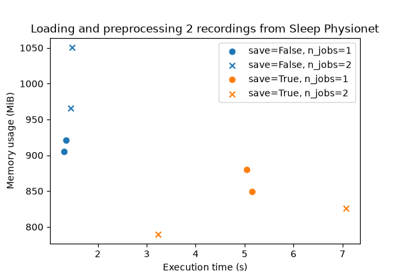 Loading and preprocessing 2 recordings from Sleep Physionet
save=False, n_jobs=1
save=False, n_jobs=2
save=True, n_jobs=1
save=True, n_jobs=2
Memory usage (MiB)
1050
1000
950
900
850
800
2 3 4 5 6 7
Execution time (s)